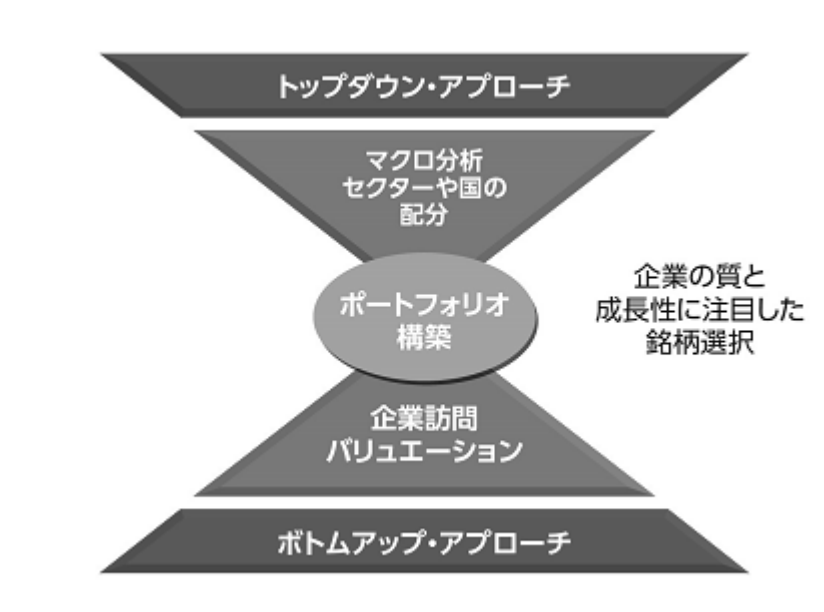 トップダウン・アプローチ
マクロ分析
セクターや国の
配分
ポートフォリオ
構築
企業の質と
成長性に注目した
銘柄選択
企業訪問
バリュエーション
ボトムアップ・アプローチ